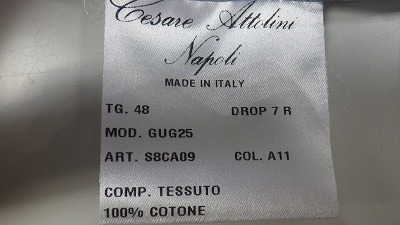 Cesare Attolini
Napoli
MADE IN ITALY
TG. 48 DROP 7 R
MOD. GUG25
ART. S8CA09 COL. A11
COMP. TESSUTO
100% COTONE